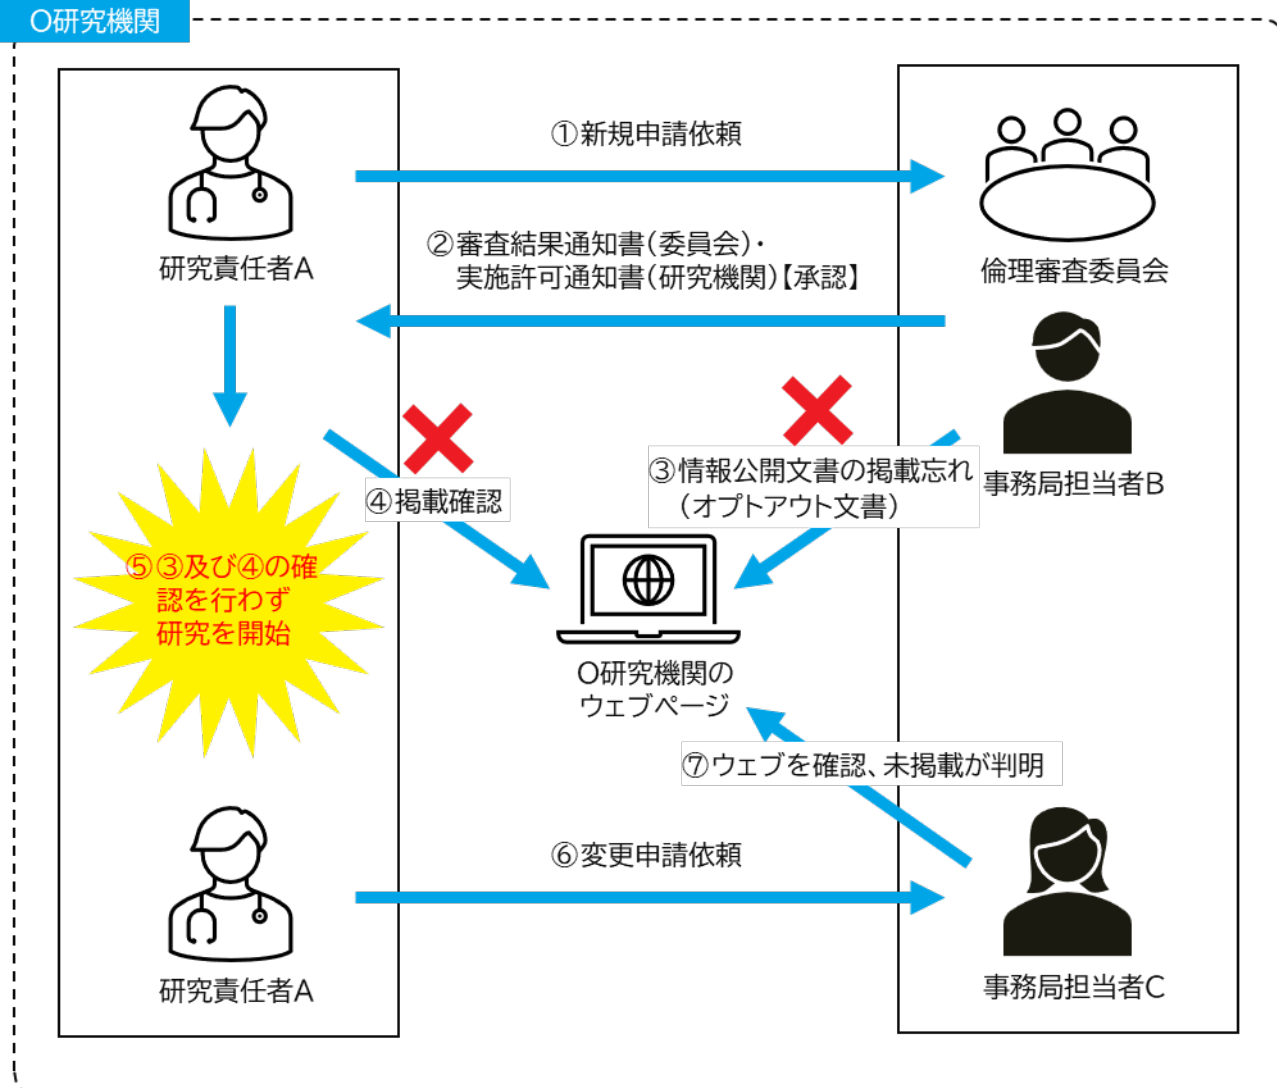 O研究機関
①新規申請依頼
研究責任者A
倫理審査委員会
②審査結果通知書(委員会)・
実施許可通知書(研究機関)【承認】
③情報公開文書の掲載忘れ
(オプトアウト文書)
事務局担当者B
④掲載確認
⑤③及び④の確
認を行わず
研究を開始
O研究機関の
ウェブページ
⑦ウェブを確認、未掲載が判明
⑥変更申請依頼
研究責任者A
事務局担当者C